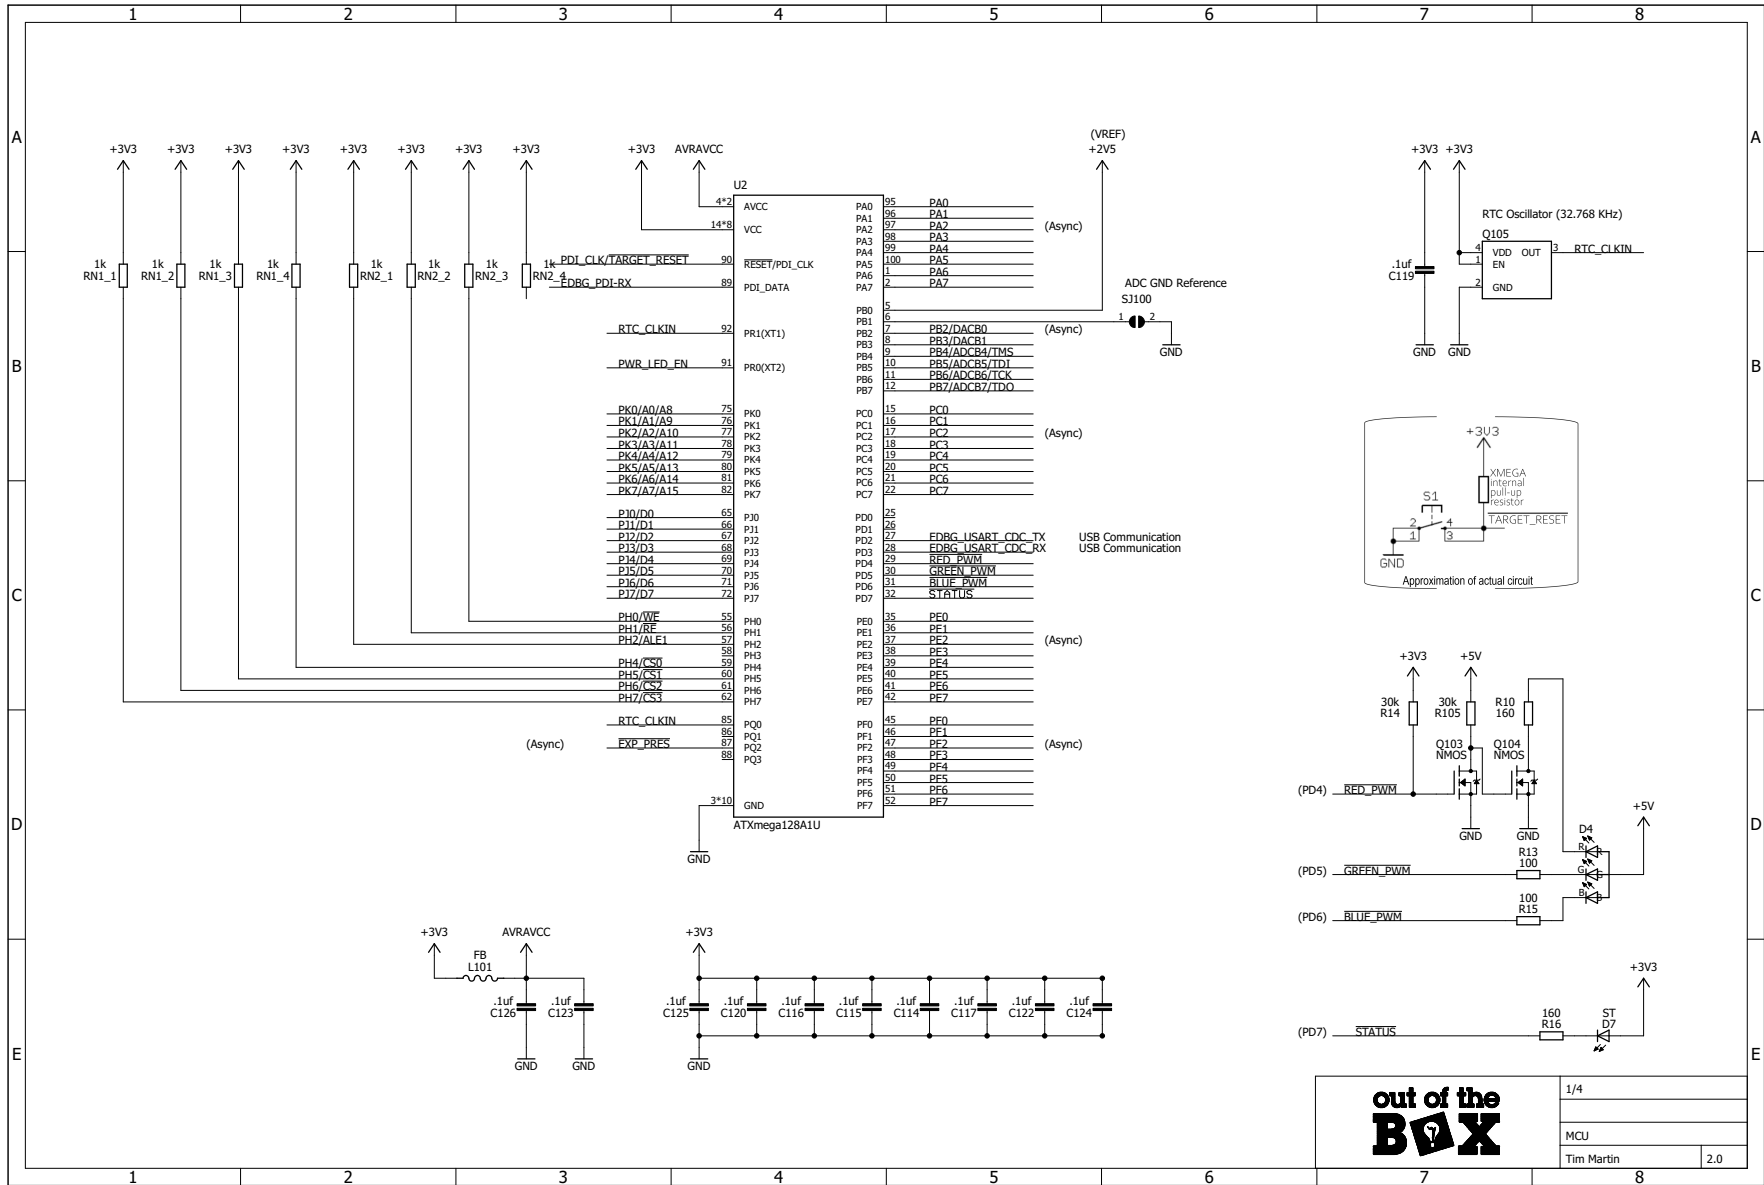 1 2 3 4 5 6 7 8
A A
B B
C C
D D
E E
1 2 3 4 5 6 7 8
+3V3 +3V3 +3V3 +3V3 +3V3 +3V3 +3V3 +3V3 +3V3 AVRAVCC
(VREF)
+2V5
+3V3 +3V3
1k
RN1_1
1k
RN1_2
1k
RN1_3
1k
RN1_4
1k
RN2_1
1k
RN2_2
1k
RN2_3
1k
RN2_4
U2
4*2 AVCC
14*8 VCC
PDI_CLK/TARGET_RESET 90 RESET/PDI_CLK
EDBG_PDI-RX 89 PDI_DATA
RTC_CLKIN 92 PR1(XT1)
PWR_LED_EN 91 PR0(XT2)
PK0/A0/A8 75 PK0
PK1/A1/A9 76 PK1
PK2/A2/A10 77 PK2
PK3/A3/A11 78 PK3
PK4/A4/A12 79 PK4
PK5/A5/A13 80 PK5
PK6/A6/A14 81 PK6
PK7/A7/A15 82 PK7
PJ0/D0 65 PJ0
PJ1/D1 66 PJ1
PJ2/D2 67 PJ2
PJ3/D3 68 PJ3
PJ4/D4 69 PJ4
PJ5/D5 70 PJ5
PJ6/D6 71 PJ6
PJ7/D7 72 PJ7
PH0/WE 55 PH0
PH1/RE 56 PH1
PH2/ALE1 57 PH2
58 PH3
PH4/CS0 59 PH4
PH5/CS1 60 PH5
PH6/CS2 61 PH6
PH7/CS3 62 PH7
RTC_CLKIN 85 PQ0
86 PQ1
(Async) EXP_PRES 87 PQ2
88 PQ3
3*10 GND
ATXmega128A1U
GND
PA0 95 PA0
PA1 96 PA1
PA2 97 PA2 (Async)
PA3 98 PA3
PA4 99 PA4
PA5 100 PA5
PA6 1 PA6
PA7 2 PA7
PB0 5
PB1 6
PB2 7 PB2/DACB0 (Async)
PB3 8 PB3/DACB1
PB4 9 PB4/ADCB4/TMS
PB5 10 PB5/ADCB5/TDI
PB6 11 PB6/ADCB6/TCK
PB7 12 PB7/ADCB7/TDO
PC0 15 PC0
PC1 16 PC1
PC2 17 PC2 (Async)
PC3 18 PC3
PC4 19 PC4
PC5 20 PC5
PC6 21 PC6
PC7 22 PC7
PD0 25
PD1 26
PD2 27 EDBG_USART_CDC_TX USB Communication
PD3 28 EDBG_USART_CDC_RX USB Communication
PD4 29 RED_PWM
PD5 30 GREEN_PWM
PD6 31 BLUE_PWM
PD7 32 STATUS
PE0 35 PE0
PE1 36 PE1
PE2 37 PE2 (Async)
PE3 38 PE3
PE4 39 PE4
PE5 40 PE5
PE6 41 PE6
PE7 42 PE7
PF0 45 PF0
PF1 46 PF1
PF2 47 PF2 (Async)
PF3 48 PF3
PF4 49 PF4
PF5 50 PF5
PF6 51 PF6
PF7 52 PF7
ADC GND Reference
SJ100
1 2
GND
RTC Oscillator (32.768 KHz)
Q105
4 VDD OUT 3 RTC_CLKIN
1 EN
2 GND
.1uf
C119
GND GND
+3V3
XMEGA
internal
pull-up
resistor
S1
TARGET_RESET
2 4
1 3
GND
Approximation of actual circuit
+3V3 +5V
30k
R14
30k
R105
R10
160
Q103
NMOS
Q104
NMOS
(PD4) RED_PWM
GND GND
+5V
D4
R R
G G
B B
R13
100
(PD5) GREEN_PWM
100
R15
(PD6) BLUE_PWM
+3V3 AVRAVCC
FB
L101
.1uf
C126
.1uf
C123
GND GND
+3V3
.1uf
C125
.1uf
C120
.1uf
C116
.1uf
C115
.1uf
C114
.1uf
C117
.1uf
C122
.1uf
C124
GND
+3V3
160
R16
ST
D7
(PD7) STATUS
out of the
BOX
1/4
MCU
Tim Martin 2.0